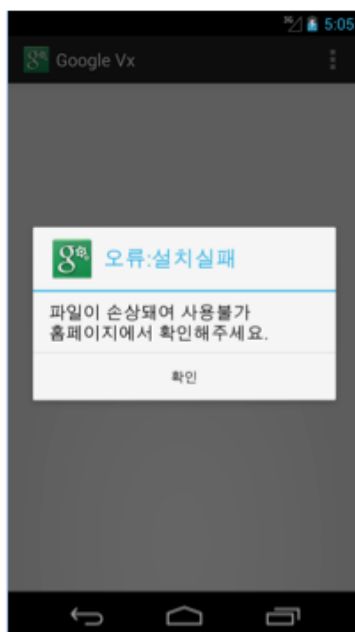 3G 5:05
Google Vx
오류:설치실패
파일이 손상돼여 사용불가
홈페이지에서 확인해주세요.
확인